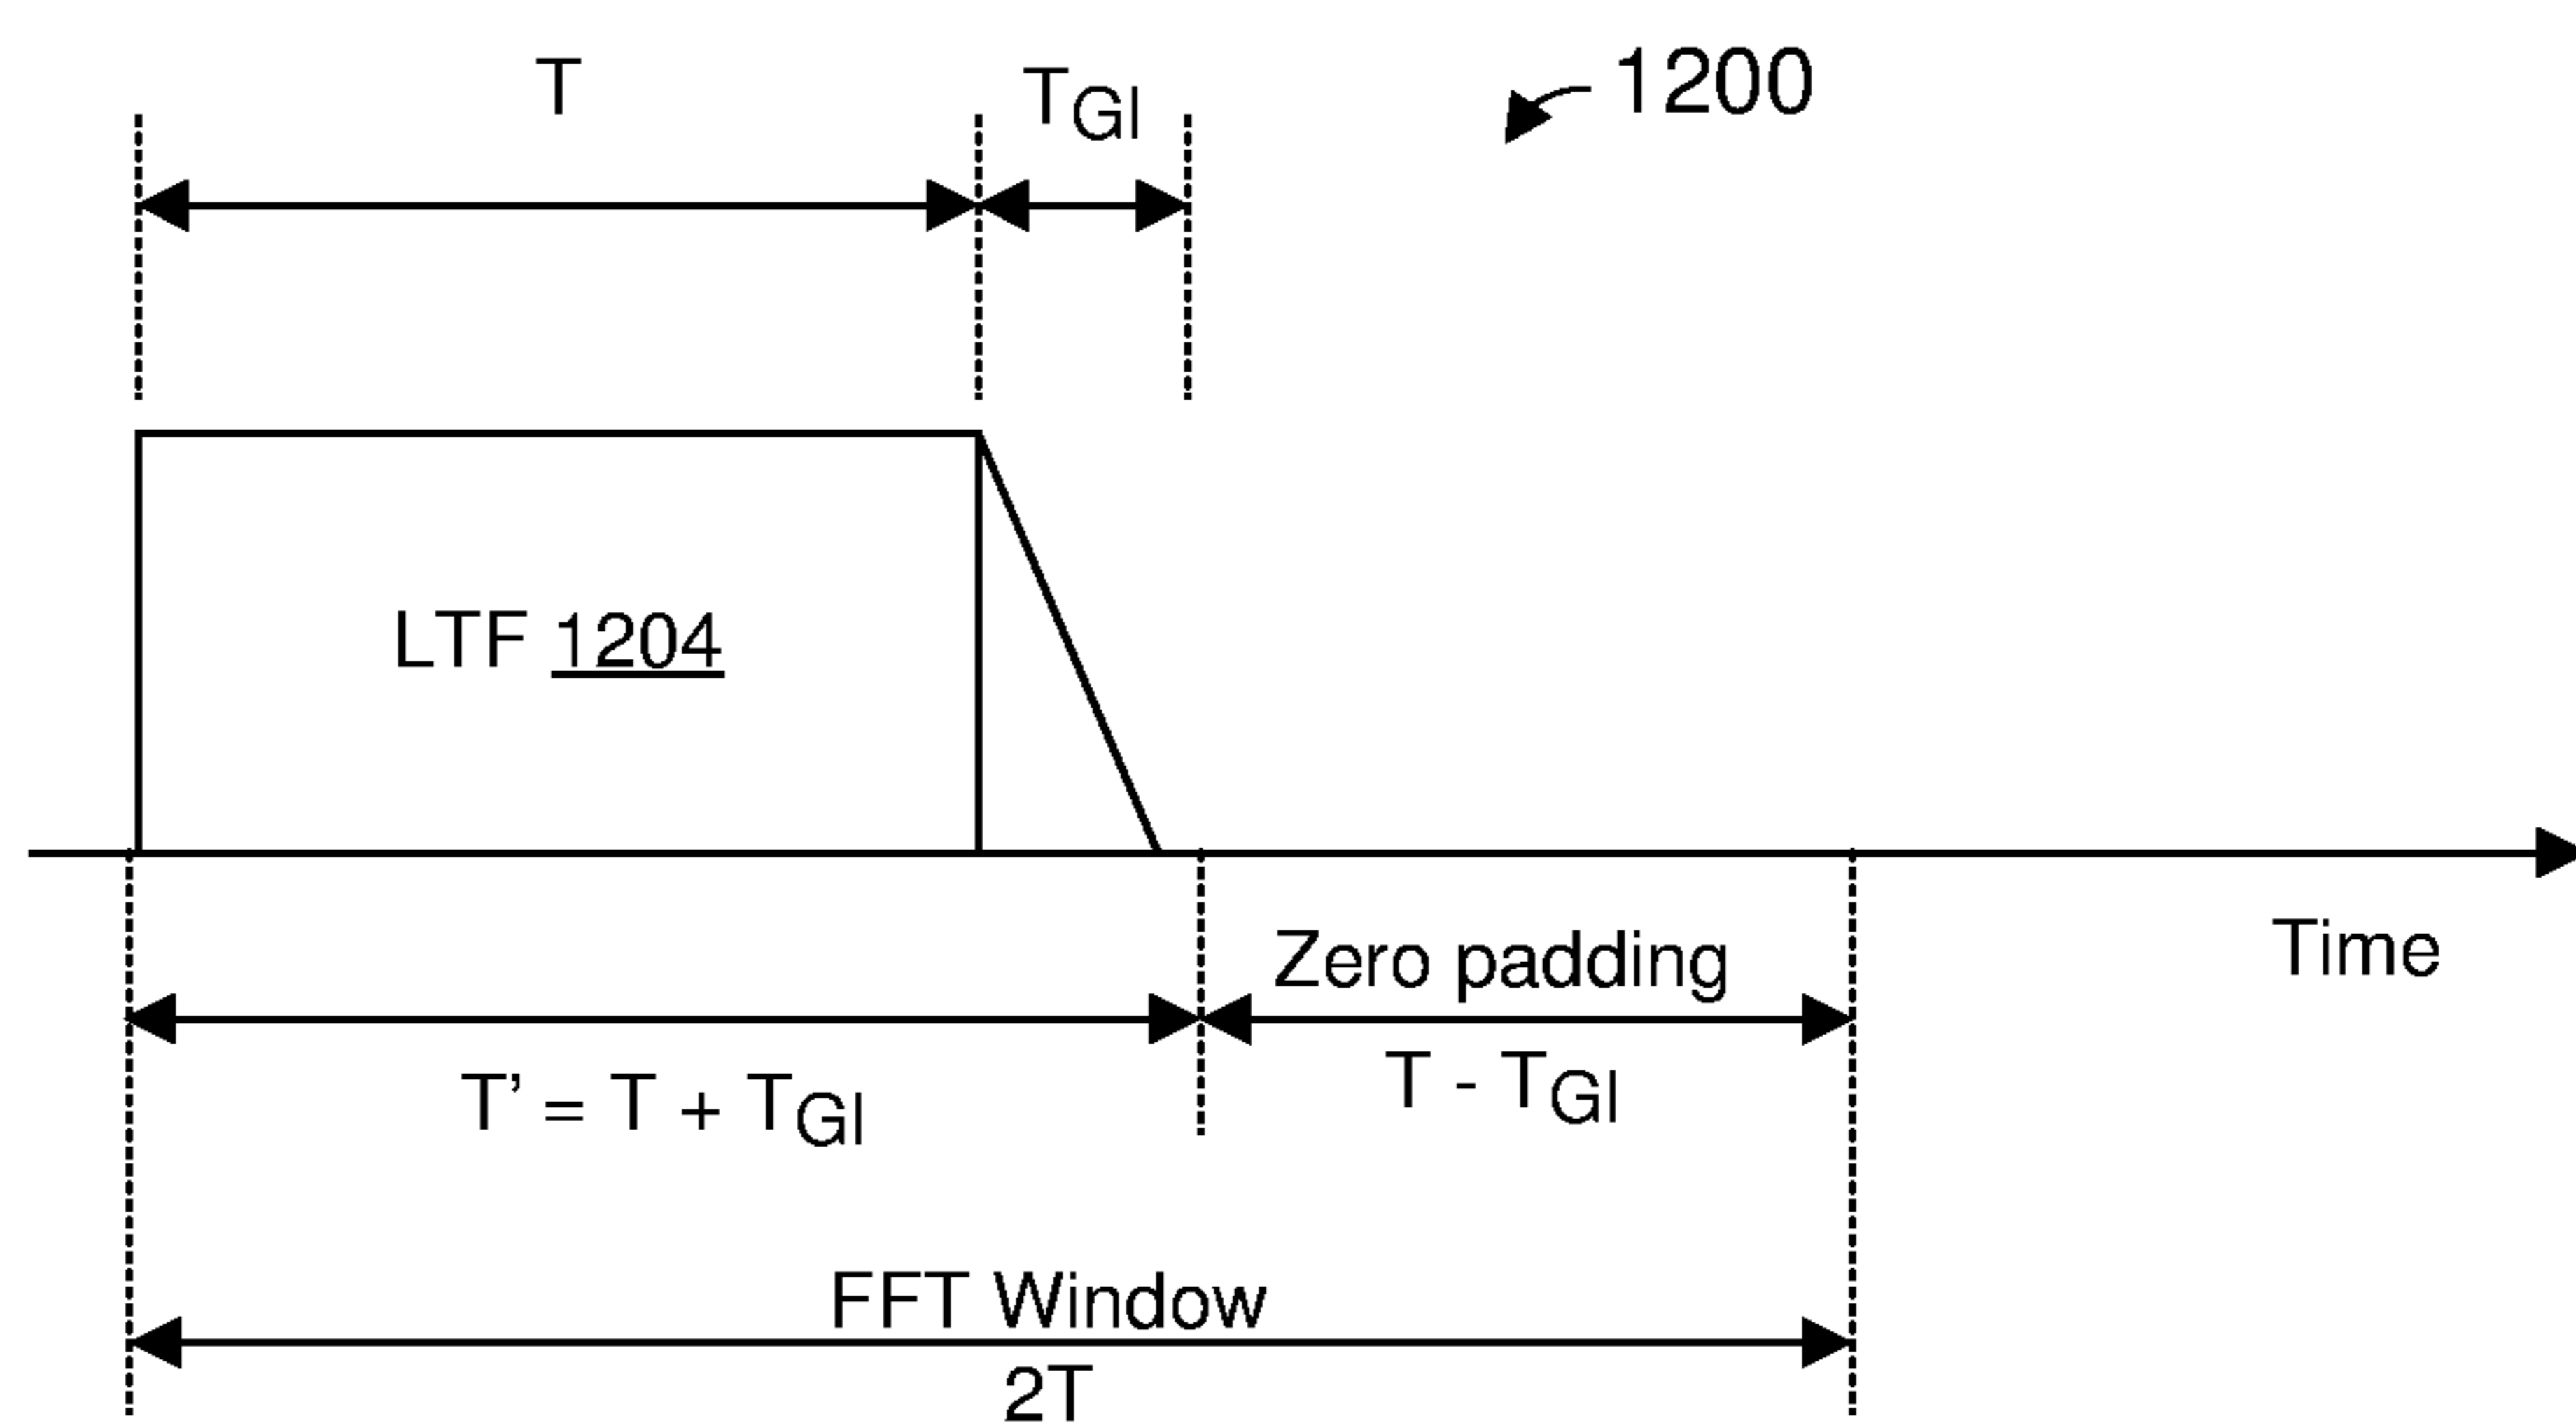 T
TGI
1200
LTF 1204
Zero padding
Time
T' = T + TGI
T - TGI
FFT Window
2T